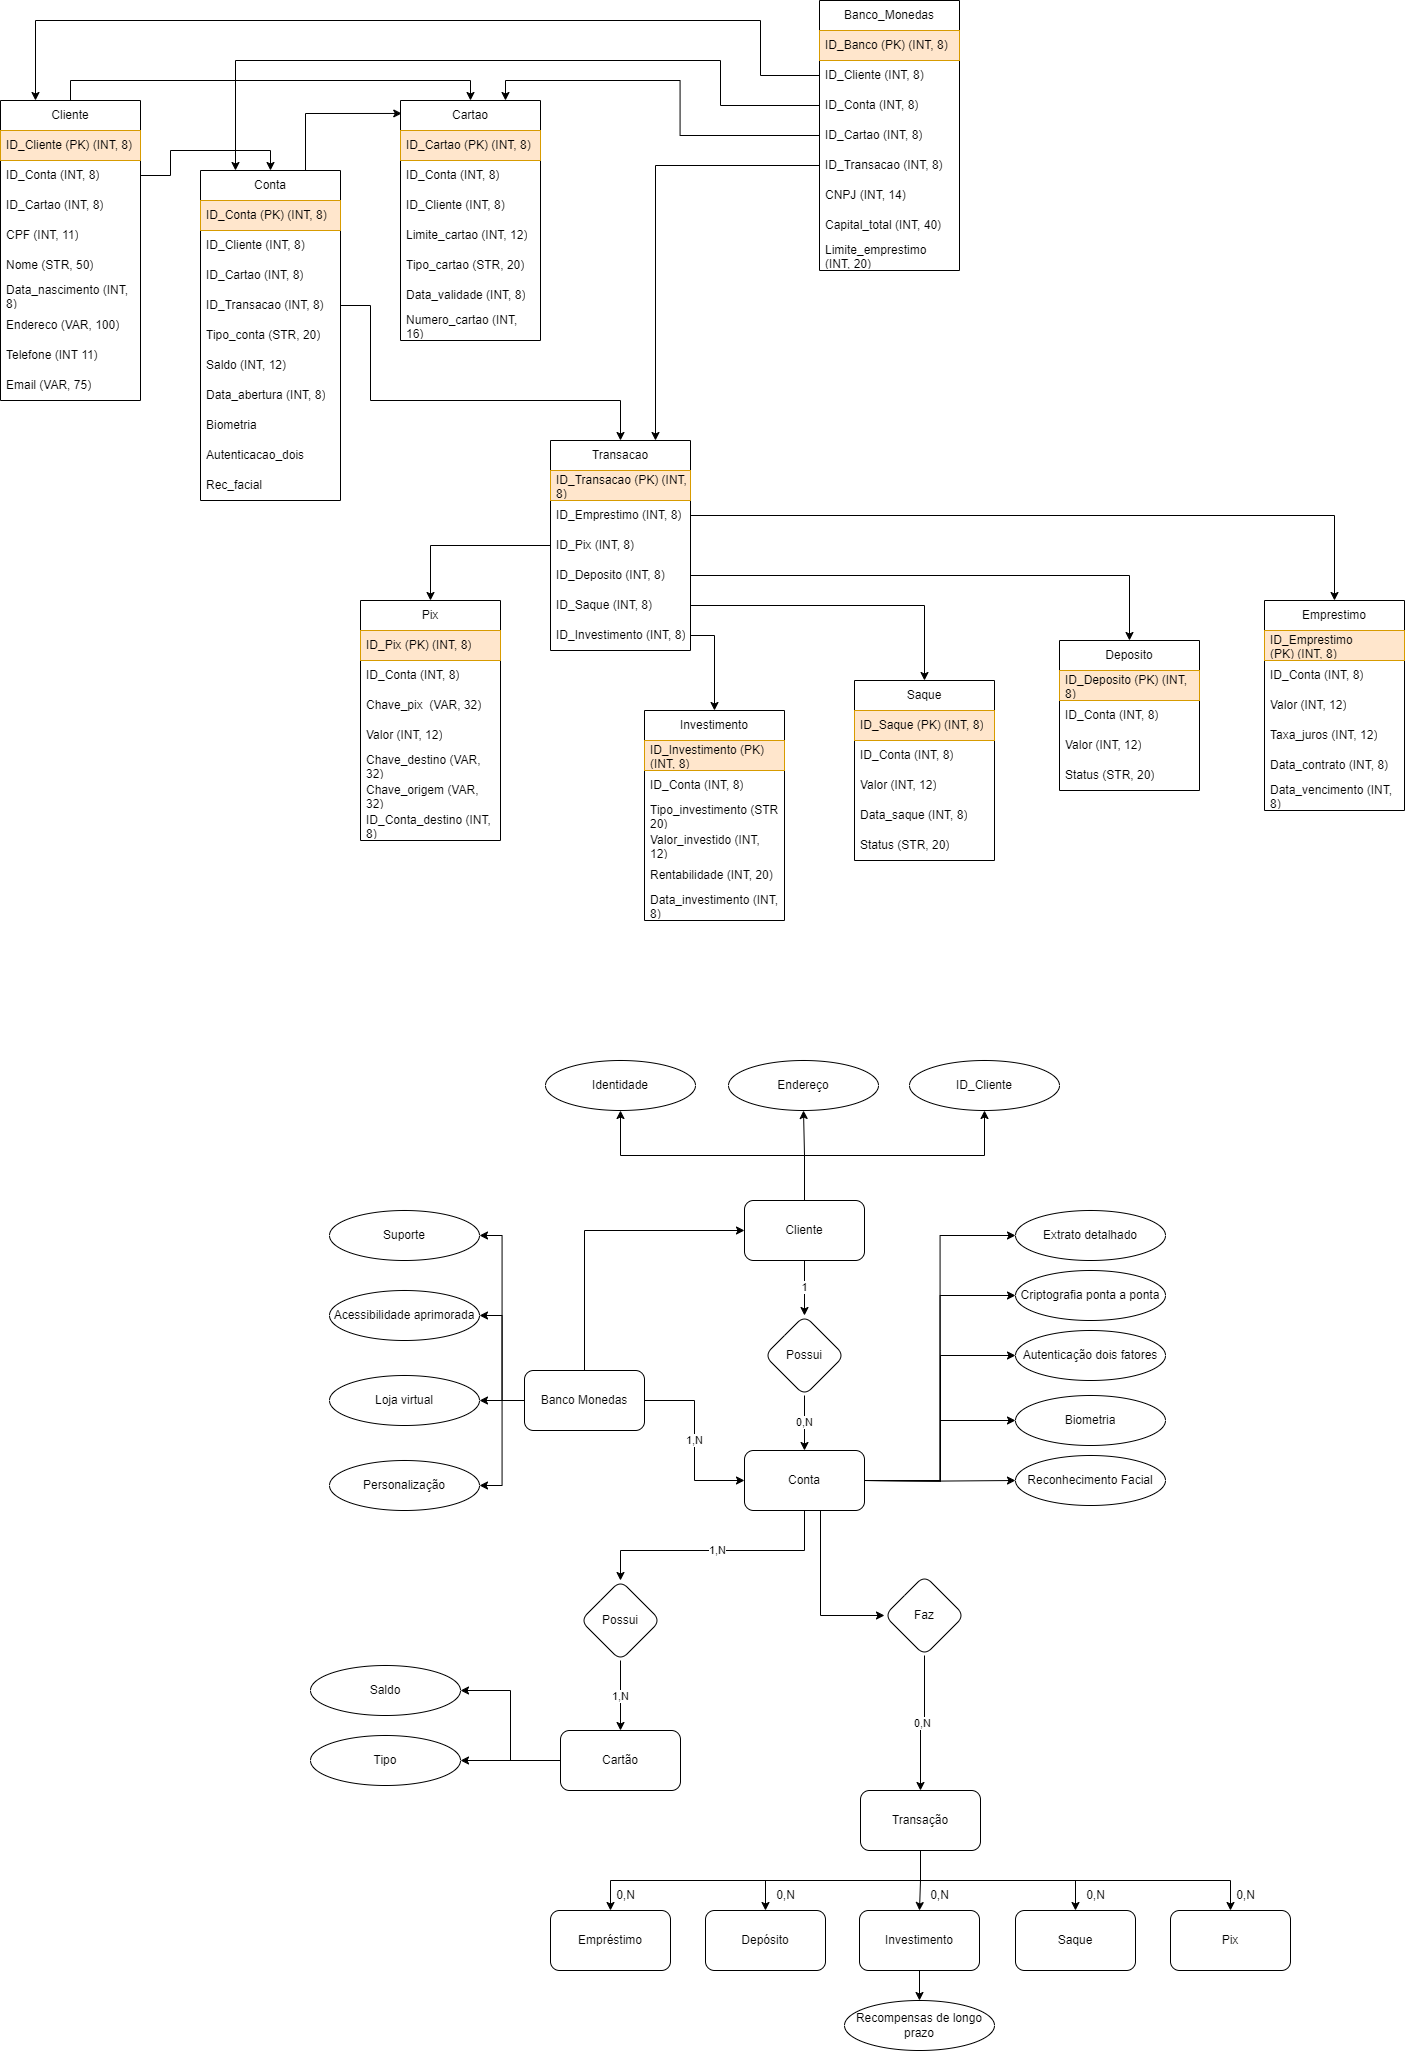 Banco_Monedas
ID_Banco (PK) (INT, 8)
ID_Cliente (INT, 8)
ID_Conta (INT, 8)
ID_Cartao (INT, 8)
ID_Transacao (INT, 8)
CNPJ (INT, 14)
Capital_total (INT, 40)
Limite_emprestimo
(INT, 20)
Cliente
ID_Cliente (PK) (INT, 8)
ID_Conta (INT, 8)
ID_Cartao (INT, 8)
CPF (INT, 11)
Nome (STR, 50)
Data_nascimento (INT,
8)
Endereco (VAR, 100)
Telefone (INT 11)
Email (VAR, 75)
Conta
ID_Conta (PK) (INT, 8)
ID_Cliente (INT, 8)
ID_Cartao (INT, 8)
ID_Transacao (INT, 8)
Tipo_conta (STR, 20)
Saldo (INT, 12)
Data_abertura (INT, 8)
Biometria
Autenticacao_dois
Rec_facial
Cartao
ID_Cartao (PK) (INT, 8)
ID_Conta (INT, 8)
ID_Cliente (INT, 8)
Limite_cartao (INT, 12)
Tipo_cartao (STR, 20)
Data_validade (INT, 8)
Numero_cartao (INT,
16)
Transacao
ID_Transacao (PK) (INT,
8)
ID_Emprestimo (INT, 8)
ID_Pix (INT, 8)
ID_Deposito (INT, 8)
ID_Saque (INT, 8)
ID_Investimento (INT, 8)
Pix
ID_Pix (PK) (INT, 8)
ID_Conta (INT, 8)
Chave_pix  (VAR, 32)
Valor (INT, 12)
Chave_destino (VAR,
32)
Chave_origem (VAR,
32)
ID_Conta_destino (INT,
8)
Investimento
ID_Investimento (PK)
(INT, 8)
ID_Conta (INT, 8)
Tipo_investimento (STR
20)
Valor_investido (INT,
12)
Rentabilidade (INT, 20)
Data_investimento (INT,
8)
Saque
ID_Saque (PK) (INT, 8)
ID_Conta (INT, 8)
Valor (INT, 12)
Data_saque (INT, 8)
Status (STR, 20)
Deposito
ID_Deposito (PK) (INT,
8)
ID_Conta (INT, 8)
Valor (INT, 12)
Status (STR, 20)
Emprestimo
ID_Emprestimo
(PK) (INT, 8)
ID_Conta (INT, 8)
Valor (INT, 12)
Taxa_juros (INT, 12)
Data_contrato (INT, 8)
Data_vencimento (INT,
8)
Identidade
Endereço
ID_Cliente
Cliente
1
Possui
0,N
Suporte
Acessibilidade aprimorada
Loja virtual
Personalização
Banco Monedas
1,N
Conta
Extrato detalhado
Criptografia ponta a ponta
Autenticação dois fatores
Biometria
Reconhecimento Facial
1,N
Possui
1,N
Faz
0,N
Saldo
Tipo
Cartão
Transação
0,N
0,N
0,N
0,N
0,N
Empréstimo
Depósito
Investimento
Saque
Pix
Recompensas de longo
prazo